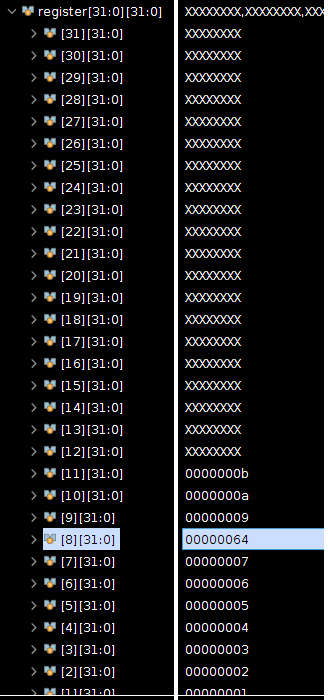 register[31:0][31:0] XXXXXXXX,XXXXXXXX,XXX
[31][31:0] XXXXXXXX
[30][31:0] XXXXXXXX
[29][31:0] XXXXXXXX
[28][31:0] XXXXXXXX
[27][31:0] XXXXXXXX
[26][31:0] XXXXXXXX
[25][31:0] XXXXXXXX
[24][31:0] XXXXXXXX
[23][31:0] XXXXXXXX
[22][31:0] XXXXXXXX
[21][31:0] XXXXXXXX
[20][31:0] XXXXXXXX
[19][31:0] XXXXXXXX
[18][31:0] XXXXXXXX
[17][31:0] XXXXXXXX
[16][31:0] XXXXXXXX
[15][31:0] XXXXXXXX
[14][31:0] XXXXXXXX
[13][31:0] XXXXXXXX
[12][31:0] XXXXXXXX
[11][31:0] 0000000b
[10][31:0] 0000000a
[9][31:0] 00000009
[8][31:0] 00000064
[7][31:0] 00000007
[6][31:0] 00000006
[5][31:0] 00000005
[4][31:0] 00000004
[3][31:0] 00000003
[2][31:0] 00000002
[1][31:0] 00000001